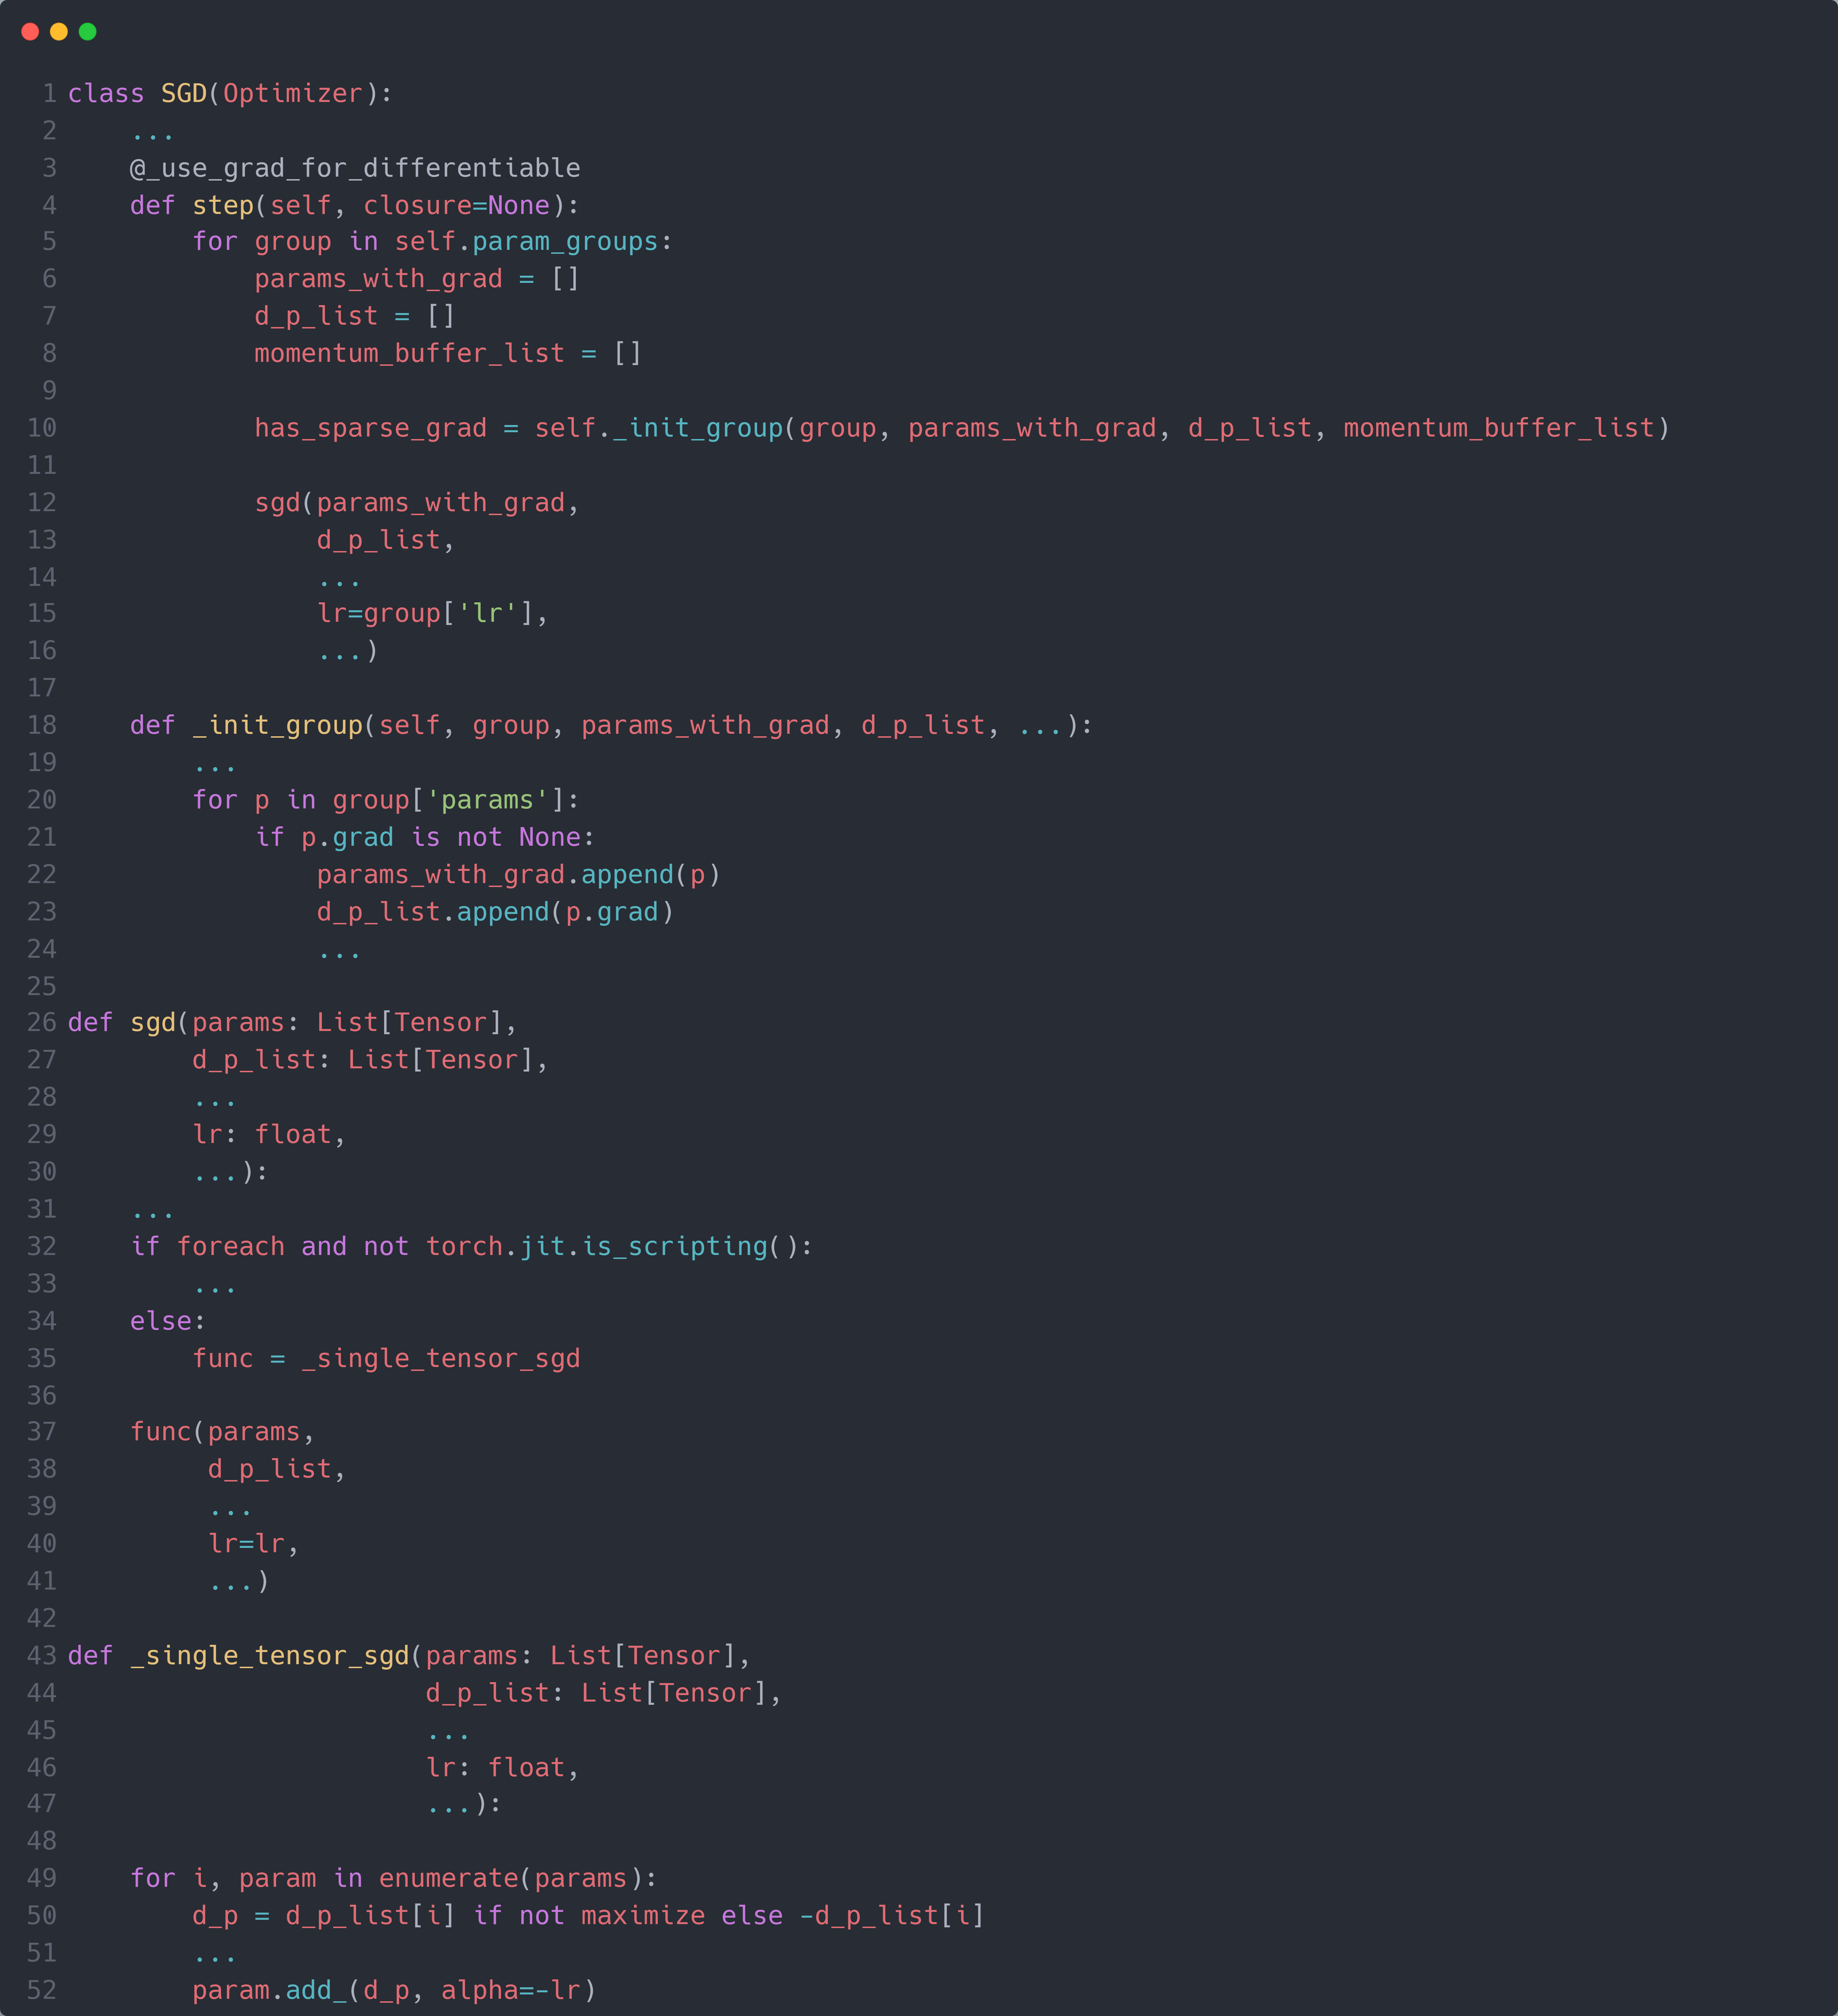 1 class SGD(Optimizer):
2     ...
3     @_use_grad_for_differentiable
4     def step(self, closure=None):
5         for group in self.param_groups:
6             params_with_grad = []
7             d_p_list = []
8             momentum_buffer_list = []
9
10             has_sparse_grad = self._init_group(group, params_with_grad, d_p_list, momentum_buffer_list)
11
12             sgd(params_with_grad,
13                 d_p_list,
14                 ...
15                 lr=group['lr'],
16                 ...)
17
18     def _init_group(self, group, params_with_grad, d_p_list, ...):
19         ...
20         for p in group['params']:
21             if p.grad is not None:
22                 params_with_grad.append(p)
23                 d_p_list.append(p.grad)
24                 ...
25
26 def sgd(params: List[Tensor],
27         d_p_list: List[Tensor],
28         ...
29         lr: float,
30         ...):
31     ...
32     if foreach and not torch.jit.is_scripting():
33         ...
34     else:
35         func = _single_tensor_sgd
36
37     func(params,
38          d_p_list,
39          ...
40          lr=lr,
41          ...)
42
43 def _single_tensor_sgd(params: List[Tensor],
44                        d_p_list: List[Tensor],
45                        ...
46                        lr: float,
47                        ...):
48
49     for i, param in enumerate(params):
50         d_p = d_p_list[i] if not maximize else -d_p_list[i]
51         ...
52         param.add_(d_p, alpha=-lr)